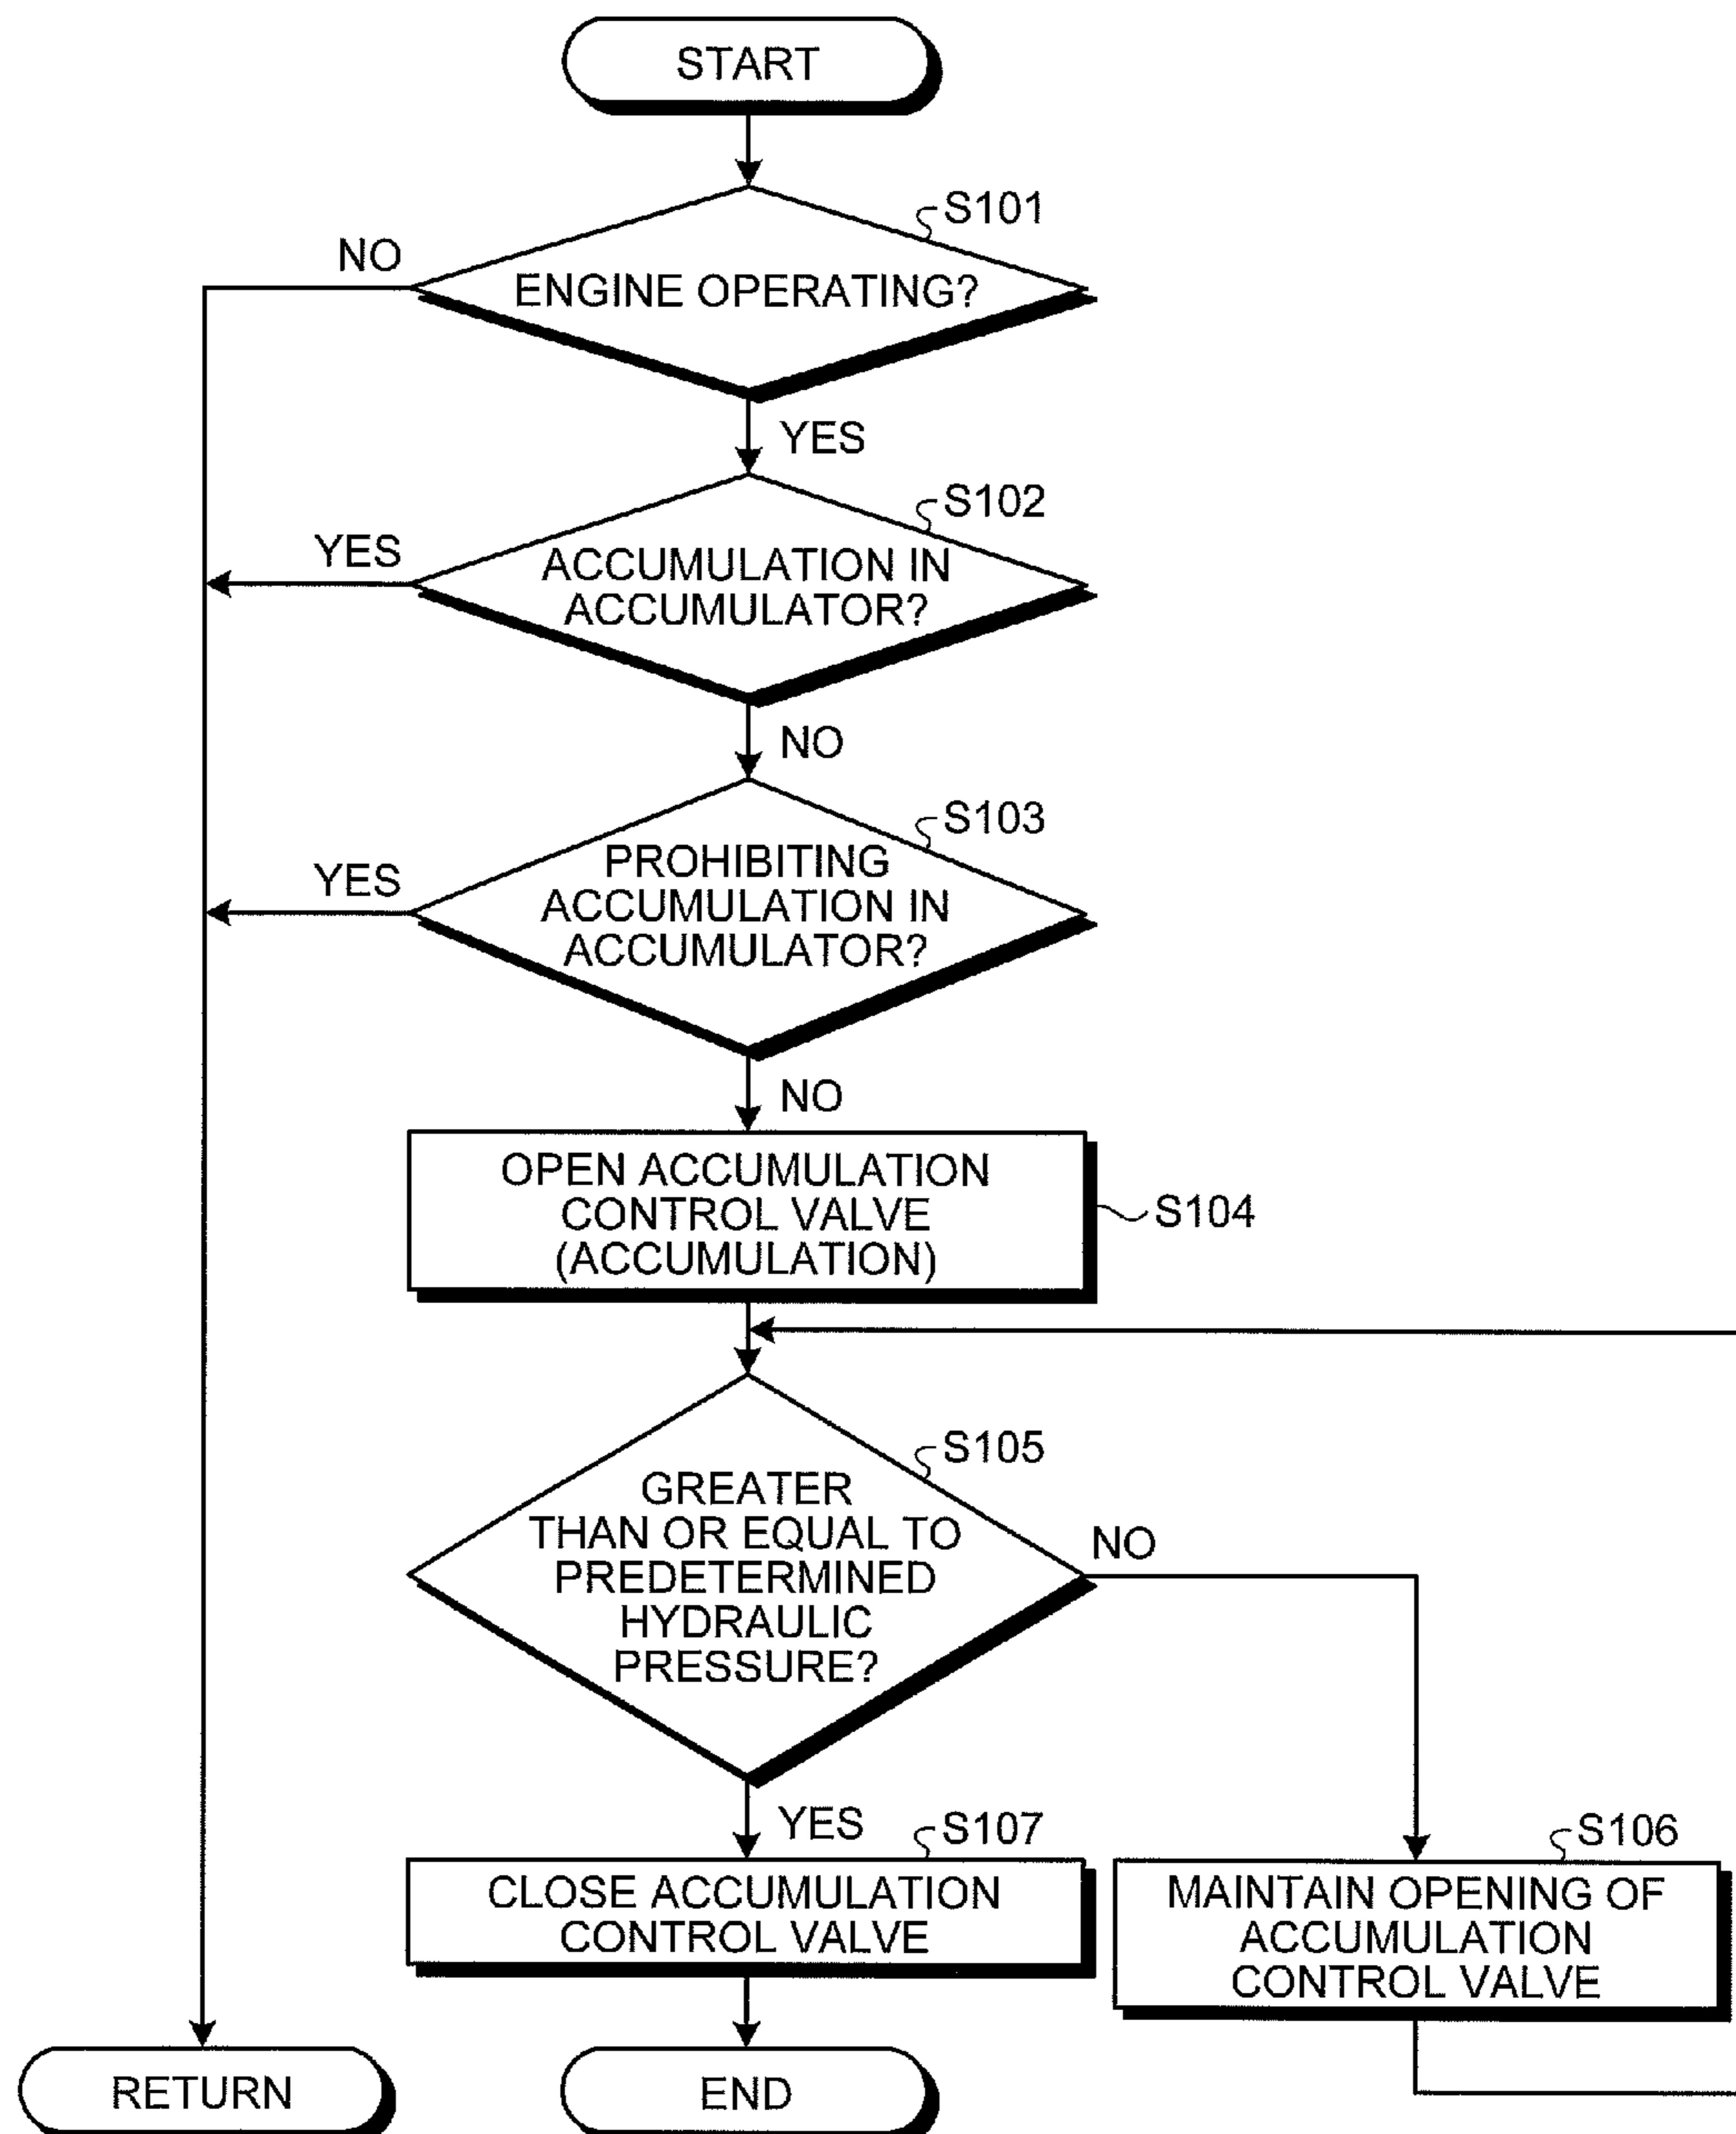 START
S101
NO
ENGINE OPERATING?
YES
S102
YES
ACCUMULATION IN
ACCUMULATOR?
NO
S103
YES
PROHIBITING
ACCUMULATION IN
ACCUMULATOR?
NO
OPEN ACCUMULATION
CONTROL VALVE
(ACCUMULATION)
S104
S105
GREATER
THAN OR EQUAL TO
PREDETERMINED
HYDRAULIC
PRESSURE?
NO
YES
S107
CLOSE ACCUMULATION
CONTROL VALVE
S106
MAINTAIN OPENING OF
ACCUMULATION
CONTROL VALVE
RETURN
END